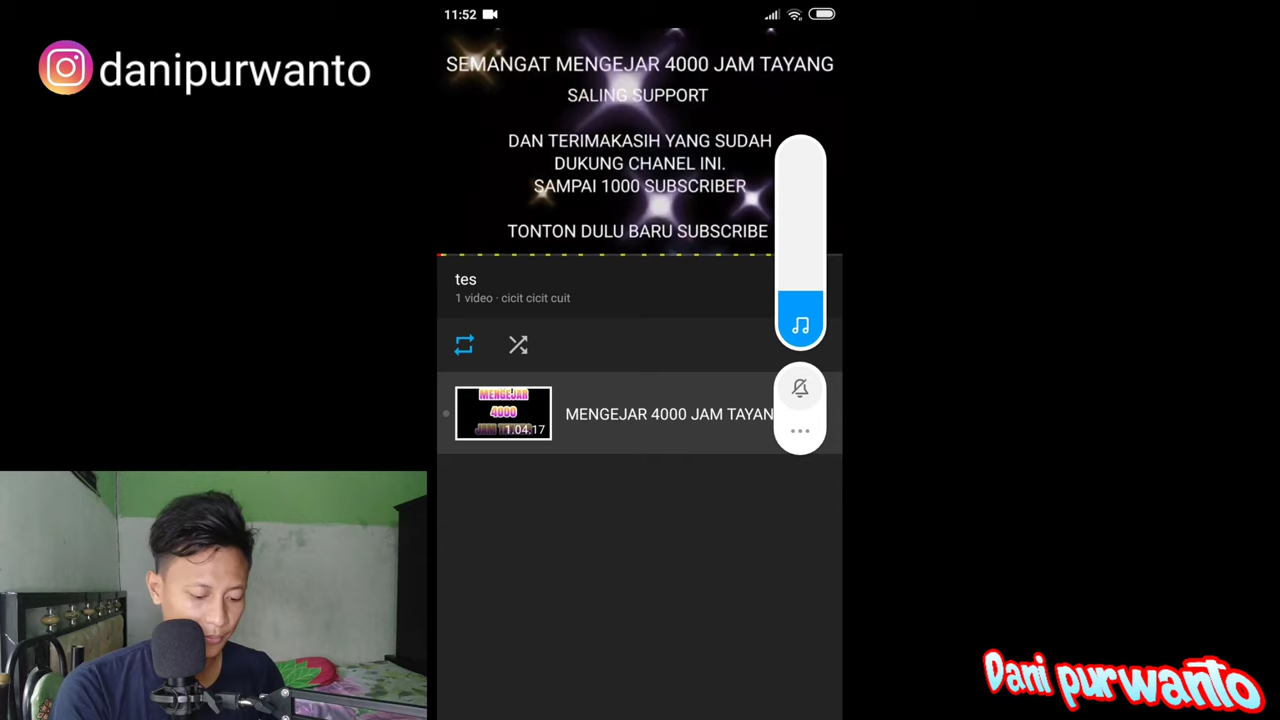 11:52
danipurwanto
SEMANGAT MENGEJAR 4000 JAM TAYANG
SALING SUPPORT
DAN TERIMAKASIH YANG SUDAH
DUKUNG CHANEL INI.
SAMPAI 1000 SUBSCRIBER
TONTON DULU BARU SUBSCRIBE
tes
1 video · cicit cicit cuit
MENGEJAR
4000
JAM
1.04.17
MENGEJAR 4000 JAM TAYAN
Dani purwanto